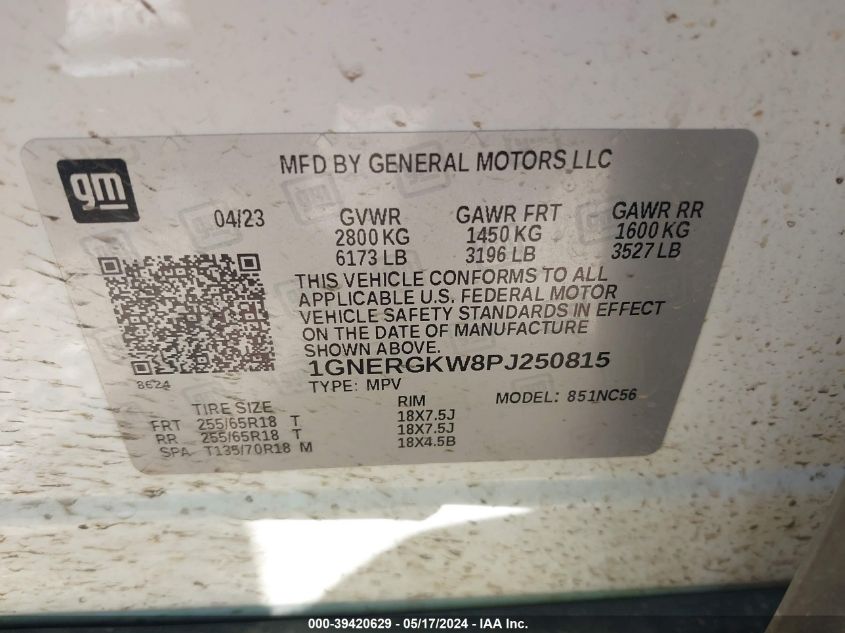 MFD BY GENERAL MOTORS LLC
gm
04/23 GVWR GAWR FRT GAWR RR
2800 KG 1450 KG 1600 KG
6173 LB 3196 LB 3527 LB
THIS VEHICLE CONFORMS TO ALL
APPLICABLE U.S. FEDERAL MOTOR
VEHICLE SAFETY STANDARDS IN EFFECT
ON THE DATE OF MANUFACTURE
SHOWN ABOVE.
8624
1GNERGKW8PJ250815
TYPE: MPV MODEL: 851NC56
TIRE SIZE RIM
FRT 255/65R18 T 18X7.5J
RR 255/65R18 T 18X7.5J
SPA T135/70R18 M 18X4.5B
000-39420629 - 05/17/2024 - IAA Inc.